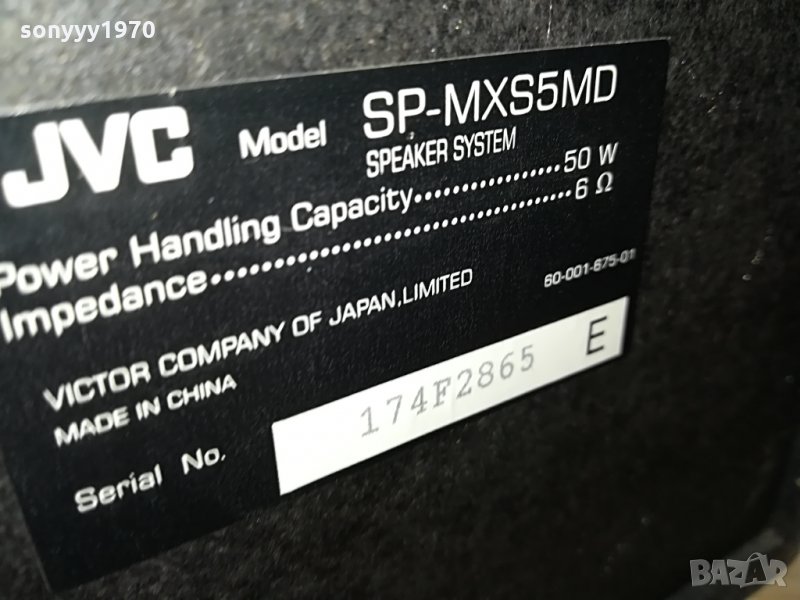 sonyyy1970
JVC Model SP-MXS5MD
SPEAKER SYSTEM
Power Handling Capacity..................50 W
Impedance..................................6 Ω
60-001-675-01
VICTOR COMPANY OF JAPAN,LIMITED
MADE IN CHINA
Serial No. 174F2865 E
BAZAR